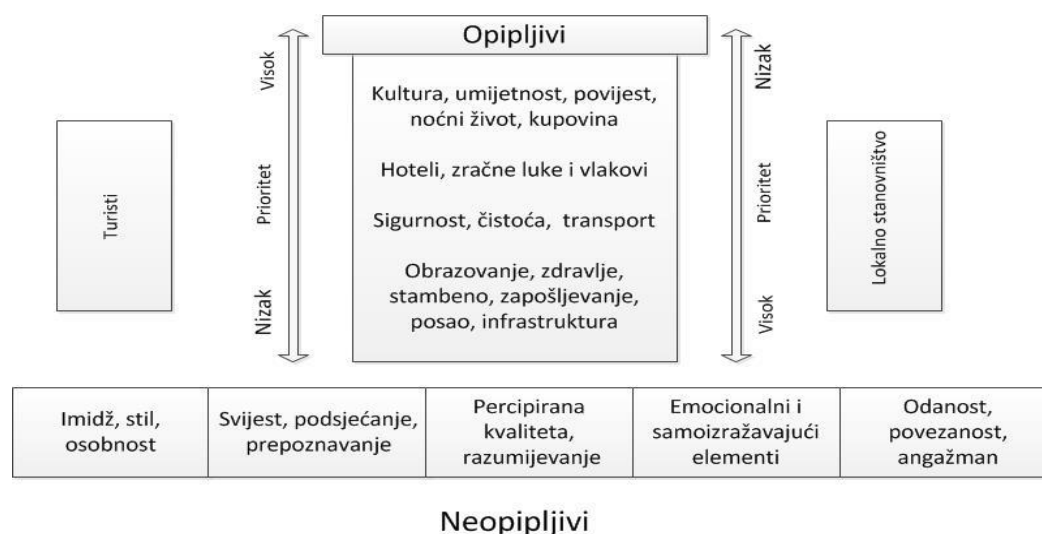 Opipljivi
Visok
Prioritet
Nizak
Turisti
Kultura, umijetnost, povijest,
noćni život, kupovina
Hoteli, zračne luke i vlakovi
Sigurnost, čistoća, transport
Obrazovanje, zdravlje,
stambeno, zapošljevanje,
posao, infrastruktura
Nizak
Prioritet
Visok
Lokalno stanovništvo
Imidž, stil,
osobnost
Svijest, podsjećanje,
prepoznavanje
Percipirana
kvaliteta,
razumijevanje
Emocionalni i
samoizražavajući
elementi
Odanost,
povezanost,
angažman
Neopipljivi